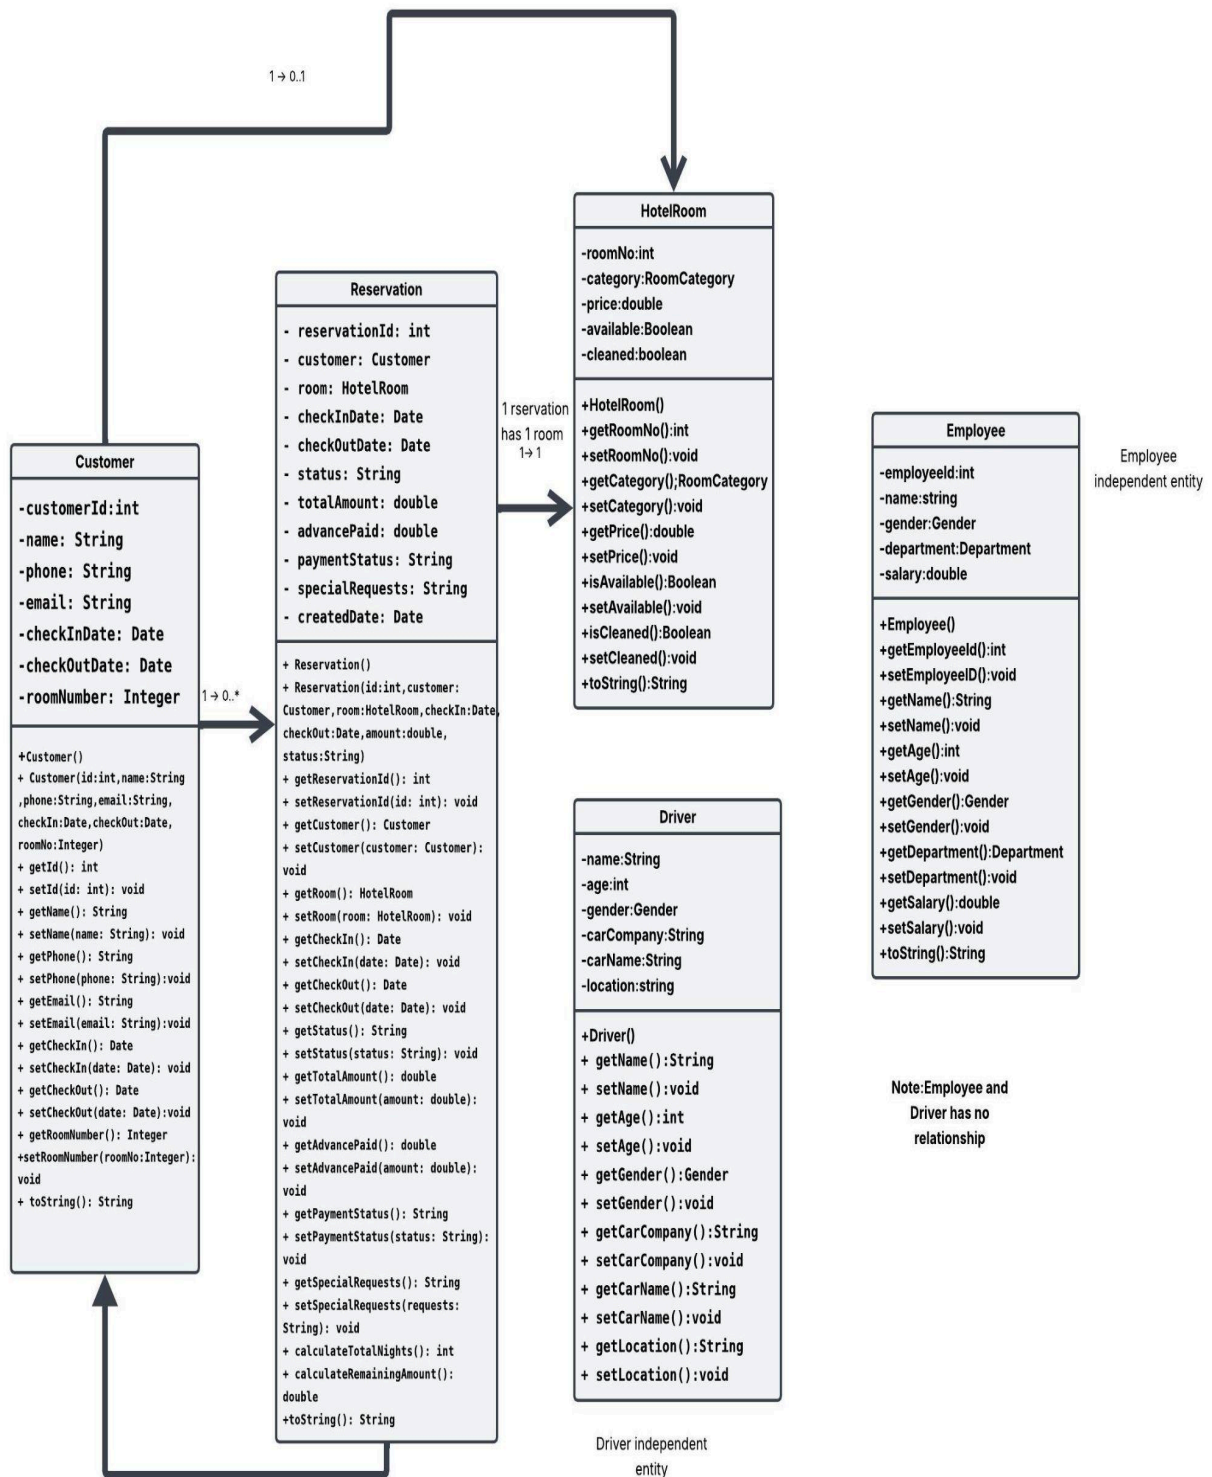 1 → 0..1
HotelRoom
-roomNo:int
-category:RoomCategory
-price:double
-available:Boolean
-cleaned:boolean
+HotelRoom()
+getRoomNo():int
+setRoomNo():void
+getCategory();RoomCategory
+setCategory():void
+getPrice():double
+setPrice():void
+isAvailable():Boolean
+setAvailable():void
+isCleaned():Boolean
+setCleaned():void
+toString():String
Reservation
- reservationId: int
- customer: Customer
- room: HotelRoom
- checkInDate: Date
- checkOutDate: Date
- status: String
- totalAmount: double
- advancePaid: double
- paymentStatus: String
- specialRequests: String
- createdDate: Date
+ Reservation()
+ Reservation(id:int,customer:
Customer,room:HotelRoom,checkIn:Date,
checkOut:Date,amount:double,
status:String)
+ getReservationId(): int
+ setReservationId(id: int): void
+ getCustomer(): Customer
+ setCustomer(customer: Customer):
void
+ getRoom(): HotelRoom
+ setRoom(room: HotelRoom): void
+ getCheckIn(): Date
+ setCheckIn(date: Date): void
+ getCheckOut(): Date
+ setCheckOut(date: Date): void
+ getStatus(): String
+ setStatus(status: String): void
+ getTotalAmount(): double
+ setTotalAmount(amount: double):
void
+ getAdvancePaid(): double
+ setAdvancePaid(amount: double):
void
+ getPaymentStatus(): String
+ setPaymentStatus(status: String):
void
+ getSpecialRequests(): String
+ setSpecialRequests(requests:
String): void
+ calculateTotalNights(): int
+ calculateRemainingAmount():
double
+toString(): String
1 rservation
has 1 room
1→ 1
Customer
-customerId:int
-name: String
-phone: String
-email: String
-checkInDate: Date
-checkOutDate: Date
-roomNumber: Integer
+Customer()
+ Customer(id:int,name:String
,phone:String,email:String,
checkIn:Date,checkOut:Date,
roomNo:Integer)
+ getId(): int
+ setId(id: int): void
+ getName(): String
+ setName(name: String): void
+ getPhone(): String
+ setPhone(phone: String):void
+ getEmail(): String
+ setEmail(email: String):void
+ getCheckIn(): Date
+ setCheckIn(date: Date): void
+ getCheckOut(): Date
+ setCheckOut(date: Date):void
+ getRoomNumber(): Integer
+setRoomNumber(roomNo:Integer):
void
+ toString(): String
1 → 0..*
Employee
-employeeId:int
-name:string
-gender:Gender
-department:Department
-salary:double
+Employee()
+getEmployeeId():int
+setEmployeeID():void
+getName():String
+setName():void
+getAge():int
+setAge():void
+getGender():Gender
+setGender():void
+getDepartment():Department
+setDepartment():void
+getSalary():double
+setSalary():void
+toString():String
Employee
independent entity
Driver
-name:String
-age:int
-gender:Gender
-carCompany:String
-carName:String
-location:string
+Driver()
+ getName():String
+ setName():void
+ getAge():int
+ setAge():void
+ getGender():Gender
+ setGender():void
+ getCarCompany():String
+ setCarCompany():void
+ getCarName():String
+ setCarName():void
+ getLocation():String
+ setLocation():void
Note:Employee and
Driver has no
relationship
Driver independent
entity